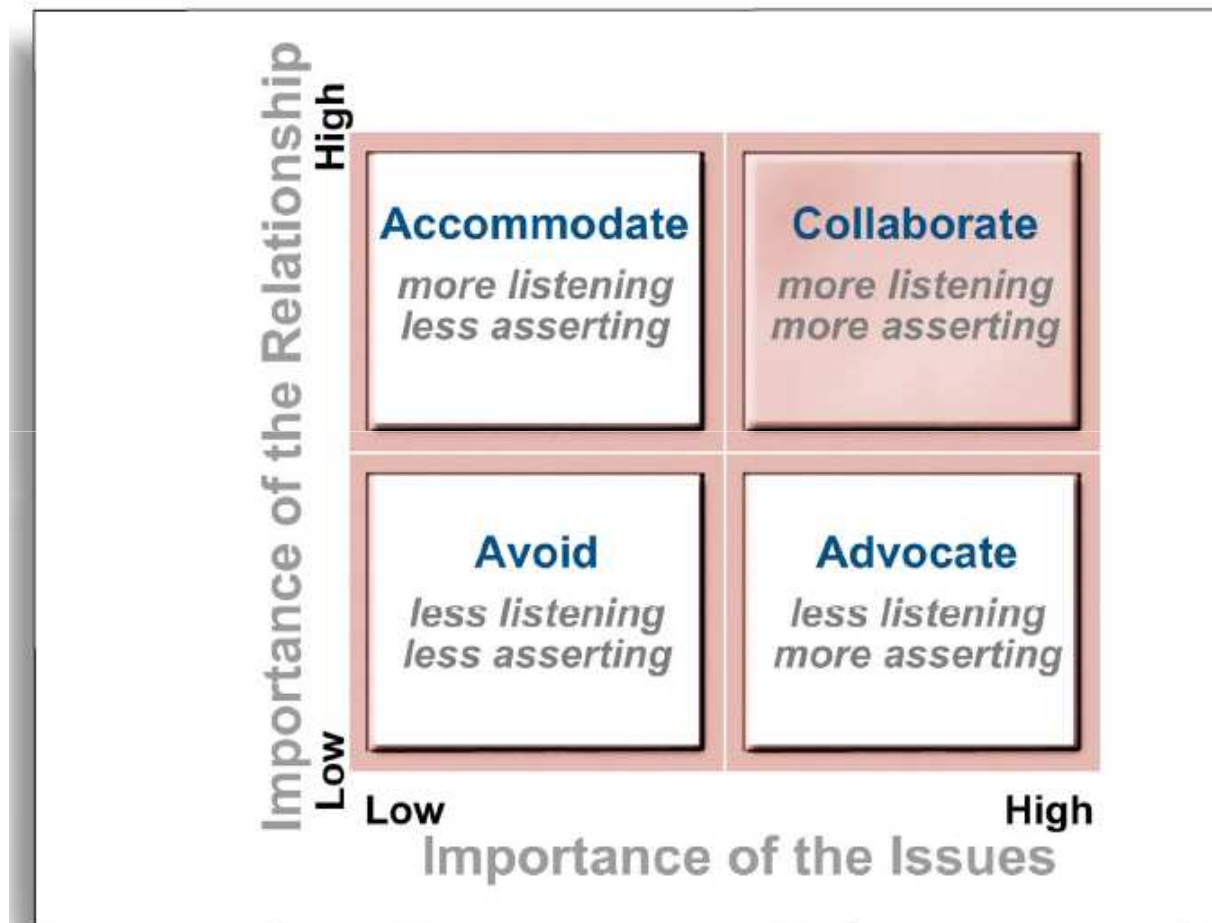 Importance of the Relationship
High
Low
Accommodate
more listening
less asserting
Collaborate
more listening
more asserting
Avoid
less listening
less asserting
Advocate
less listening
more asserting
Low
High
Importance of the Issues